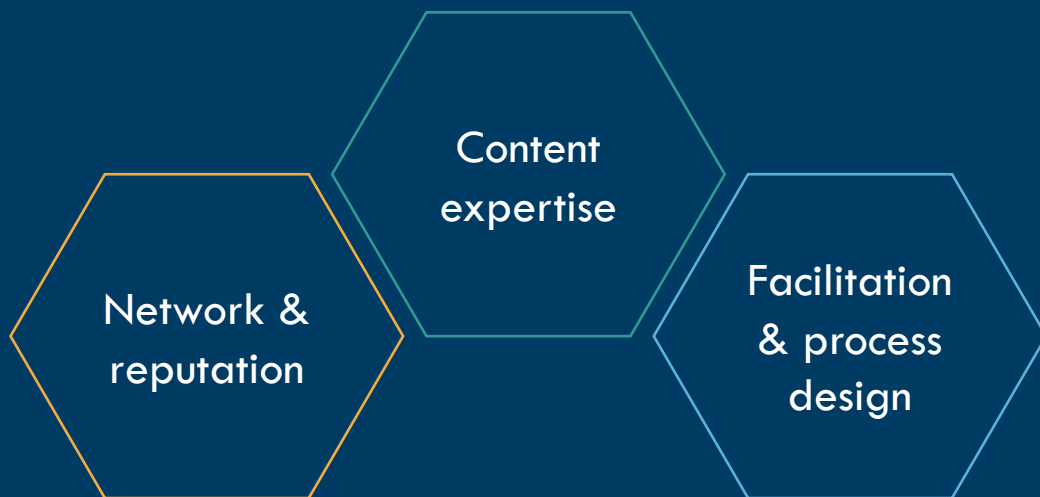 Content
expertise
Network &
reputation
Facilitation
& process
design